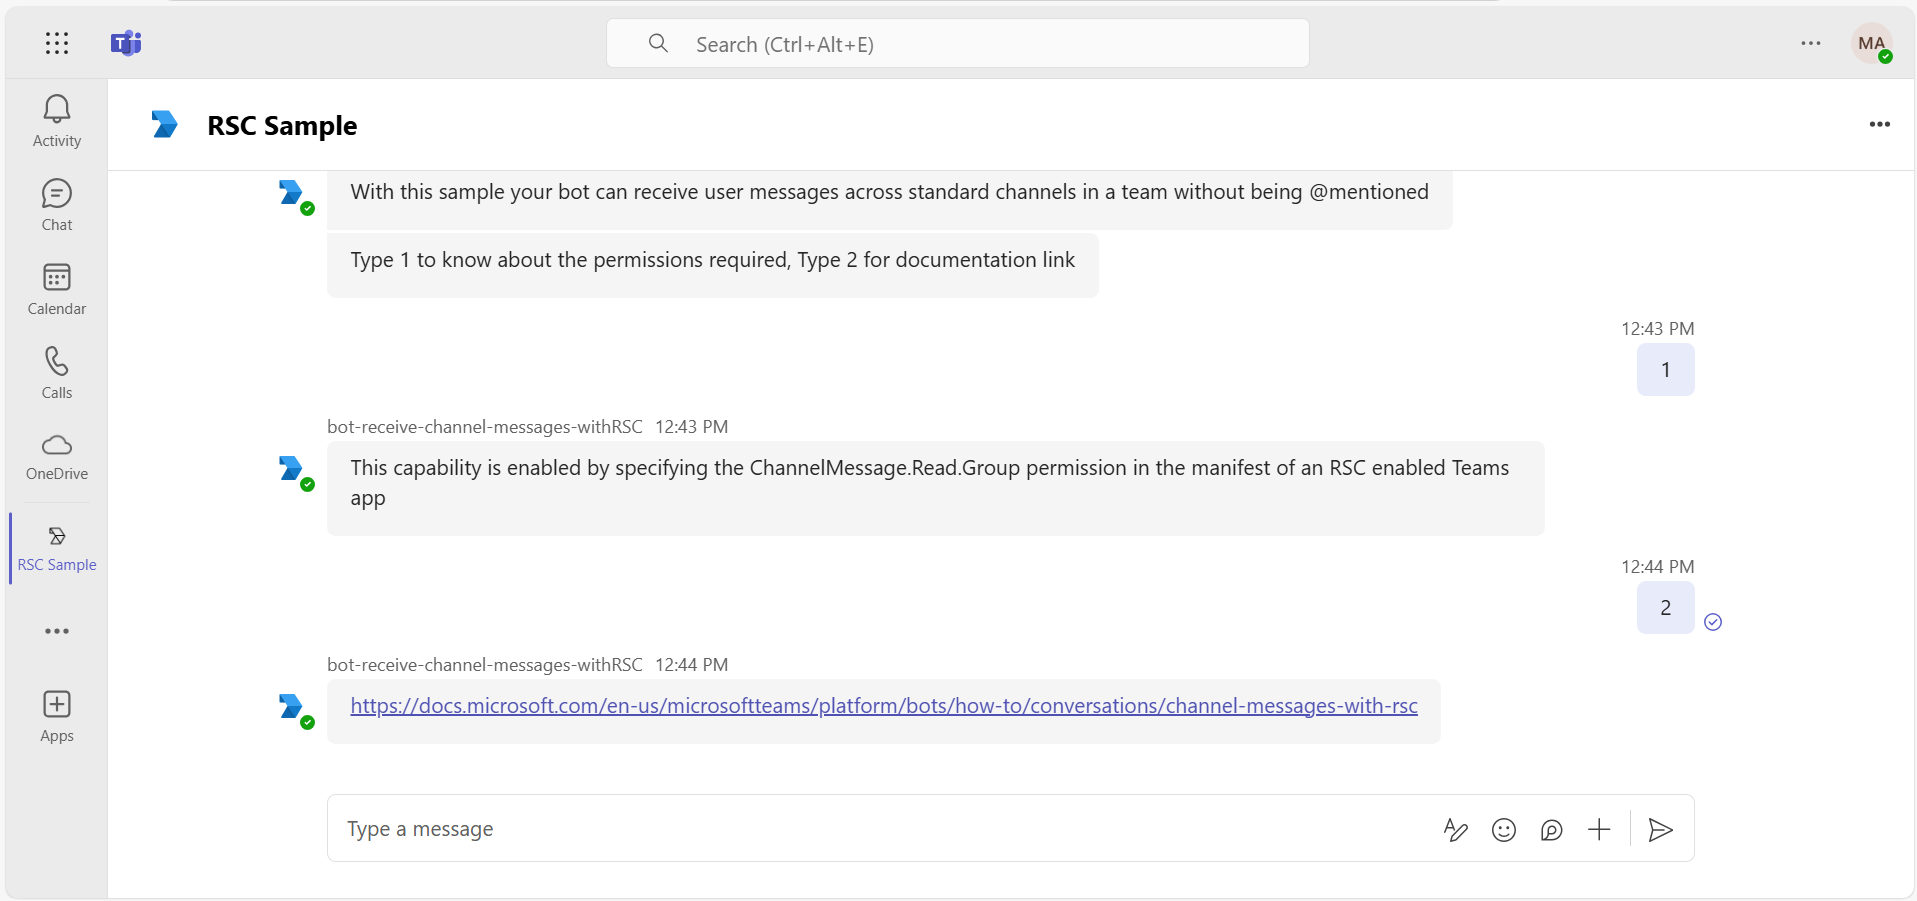 Search (Ctrl+Alt+E)
MA
Activity
Chat
Calendar
Calls
OneDrive
RSC Sample
Apps
RSC Sample
With this sample your bot can receive user messages across standard channels in a team without being @mentioned
Type 1 to know about the permissions required, Type 2 for documentation link
12:43 PM
1
bot-receive-channel-messages-withRSC 12:43 PM
This capability is enabled by specifying the ChannelMessage.Read.Group permission in the manifest of an RSC enabled Teams
app
12:44 PM
2
bot-receive-channel-messages-withRSC 12:44 PM
https://docs.microsoft.com/en-us/microsoftteams/platform/bots/how-to/conversations/channel-messages-with-rsc
Type a message